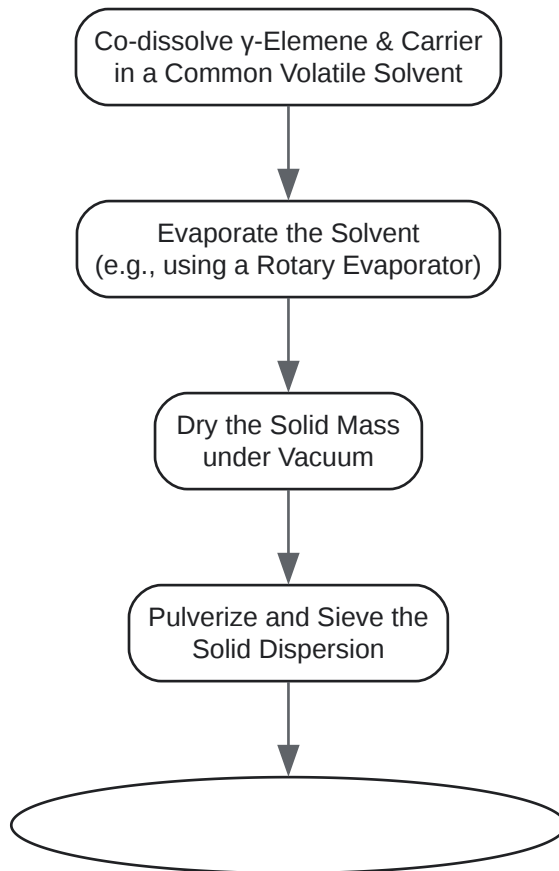 Co-dissolve γ-Elemene & Carrier
in a Common Volatile Solvent
Evaporate the Solvent
(e.g., using a Rotary Evaporator)
Dry the Solid Mass
under Vacuum
Pulverize and Sieve the
Solid Dispersion